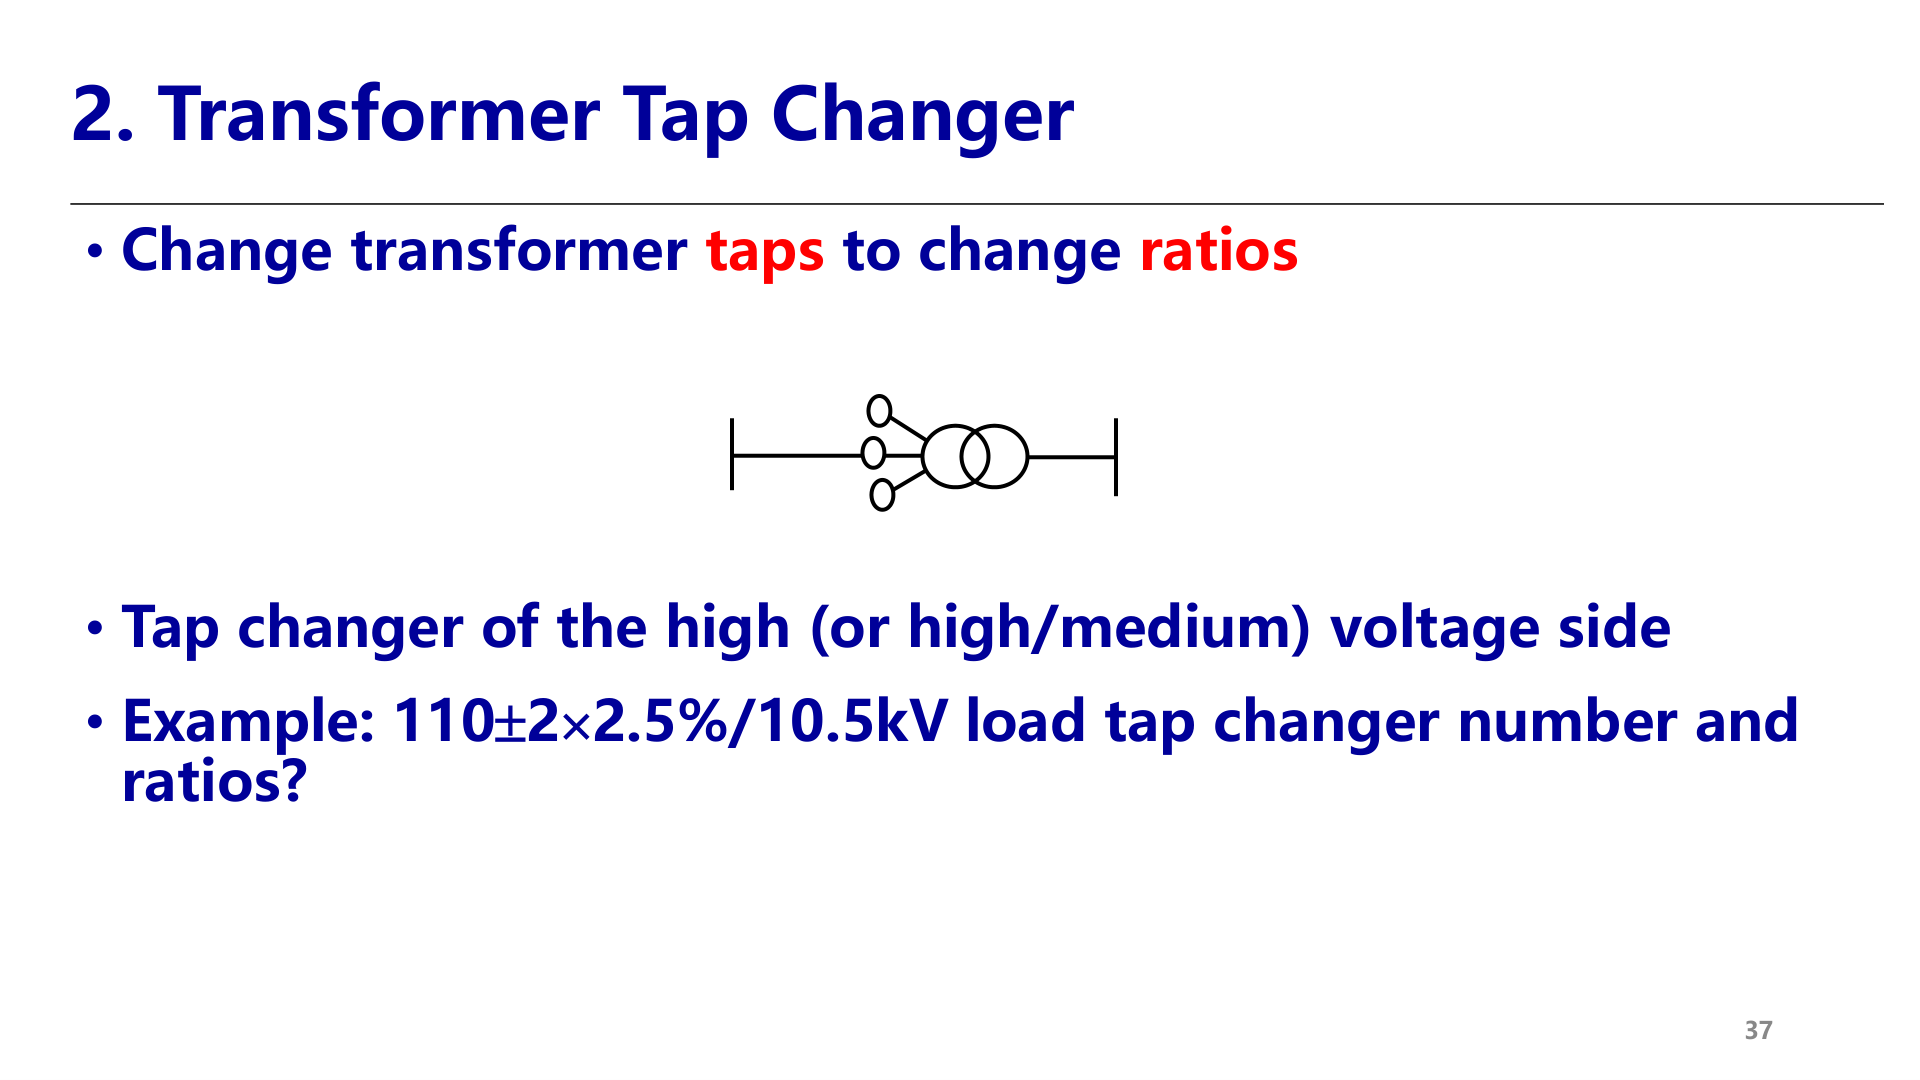 2. Transformer Tap Changer
• Change transformer taps to change ratios
• Tap changer of the high (or high/medium) voltage side
• Example: 110±2×2.5%/10.5kV load tap changer number and
ratios?
37